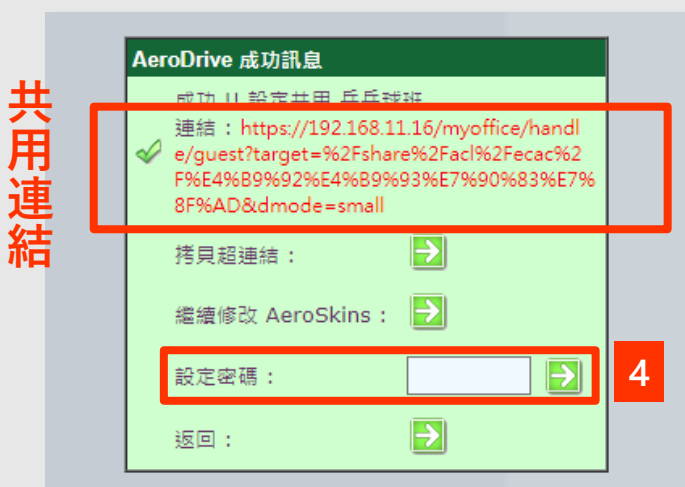 共用連結
AeroDrive 成功訊息
成功 !! 設定共用 乒乓球班
連結：https://192.168.11.16/myoffice/handl
e/guest?target=%2Fshare%2Facl%2Fecac%2
F%E4%B9%92%E4%B9%93%E7%90%83%E7%
8F%AD&dmode=small
拷貝超連結：
繼續修改 AeroSkins：
設定密碼：
4
返回：